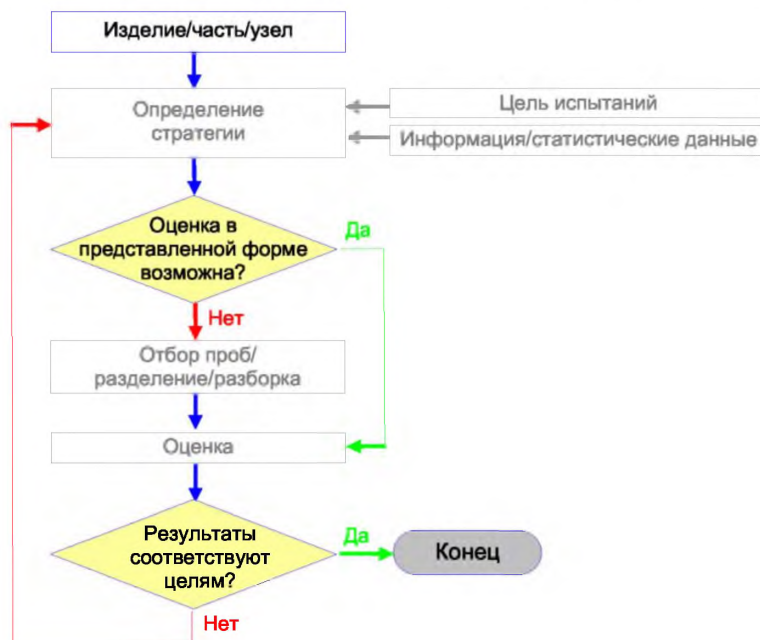 Изделие/часть/узел
Определение
стратегии
Цель испытаний
Информация/статистические данные
Оценка в
представленной форме
возможна?
Да
Нет
Отбор проб/
разделение/разборка
Оценка
Результаты
соответствуют
целям?
Да
Конец
Нет